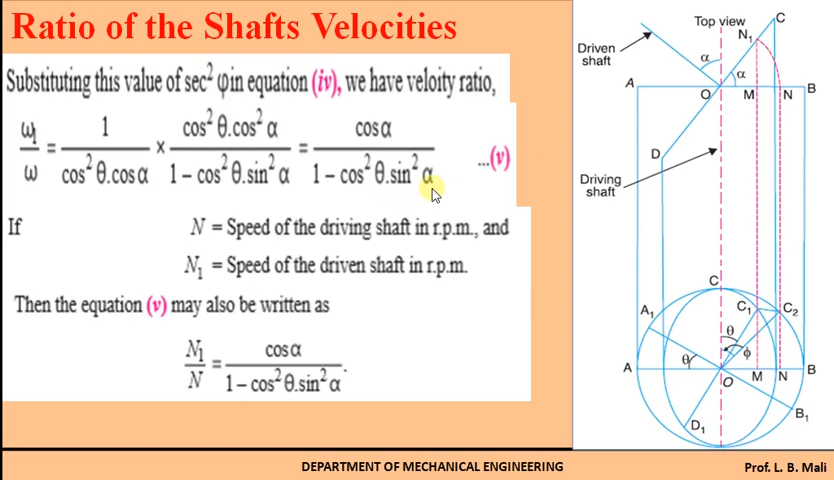 Ratio of the Shafts Velocities
Substituting this value of sec² φin equation (iv), we have veloity ratio,
ω₁/ω = 1/(cos² θ.cos α) × (cos² θ.cos² α)/(1 – cos² θ.sin² α) = cos α/(1 – cos² θ.sin² α) ...(v)
If N = Speed of the driving shaft in r.p.m., and
N₁ = Speed of the driven shaft in r.p.m.
Then the equation (v) may also be written as
N₁/N = cos α/(1 – cos² θ.sin² α).
Top view
C
N₁
Driven
shaft
α
α
A
O
M
N
B
D
Driving
shaft
C
A₁
C₁
C₂
θ
θ
ϕ
A
O
M
N
B
B₁
D₁
DEPARTMENT OF MECHANICAL ENGINEERING
Prof. L. B. Mali